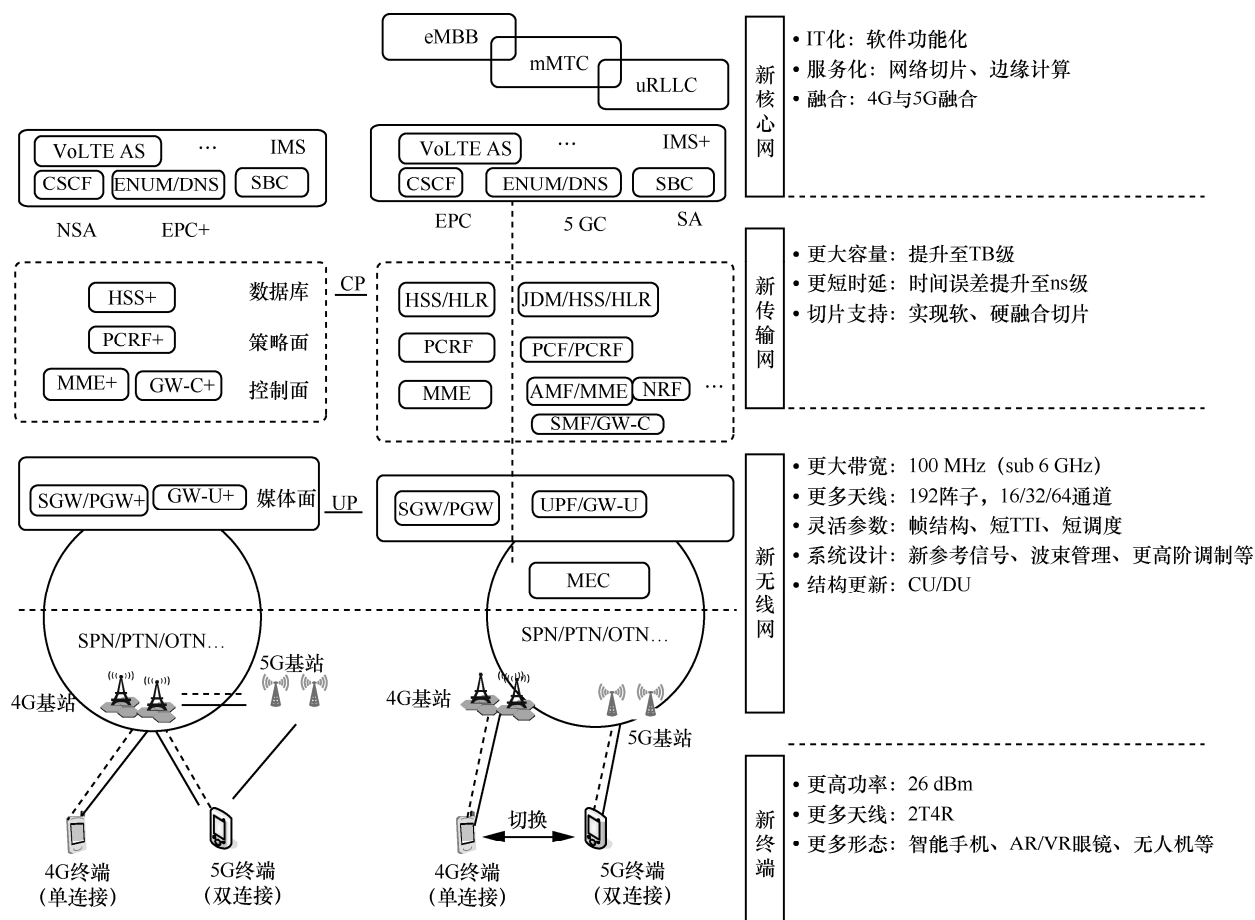 eMBB
mMTC
uRLLC
VoLTE AS … IMS
CSCF ENUM/DNS SBC
NSA EPC+
VoLTE AS … IMS+
CSCF ENUM/DNS SBC
EPC 5 GC SA
HSS+ 数据库
PCRF+ 策略面
MME+ GW-C+ 控制面
CP
HSS/HLR JDM/HSS/HLR
PCRF PCF/PCRF
MME AMF/MME NRF …
SMF/GW-C
SGW/PGW+ GW-U+ 媒体面
UP
SGW/PGW UPF/GW-U
MEC
SPN/PTN/OTN…
5G基站
4G基站
SPN/PTN/OTN…
4G基站
5G基站
切换
4G终端
(单连接)
5G终端
(双连接)
4G终端
(单连接)
5G终端
(双连接)
新核心网
• IT化：软件功能化
• 服务化：网络切片、边缘计算
• 融合：4G与5G融合
新传输网
• 更大容量：提升至TB级
• 更短时延：时间误差提升至ns级
• 切片支持：实现软、硬融合切片
新无线网
• 更大带宽：100 MHz（sub 6 GHz）
• 更多天线：192阵子，16/32/64通道
• 灵活参数：帧结构、短TTI、短调度
• 系统设计：新参考信号、波束管理、更高阶调制等
• 结构更新：CU/DU
新终端
• 更高功率：26 dBm
• 更多天线：2T4R
• 更多形态：智能手机、AR/VR眼镜、无人机等